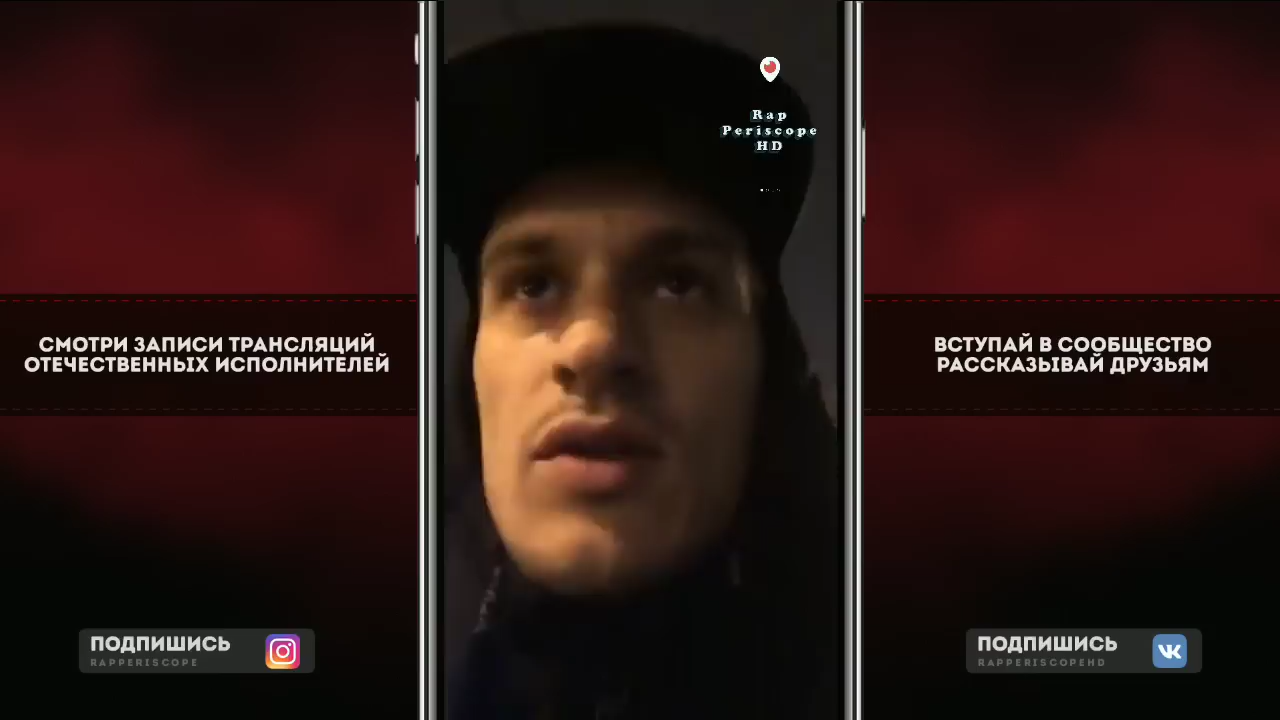 Rap
Periscope
HD
СМОТРИ ЗАПИСИ ТРАНСЛЯЦИЙ
ОТЕЧЕСТВЕННЫХ ИСПОЛНИТЕЛЕЙ
ВСТУПАЙ В СООБЩЕСТВО
РАССКАЗЫВАЙ ДРУЗЬЯМ
ПОДПИШИСЬ
RAPPERISCOPE
ПОДПИШИСЬ
RAPPERISCOPEHD